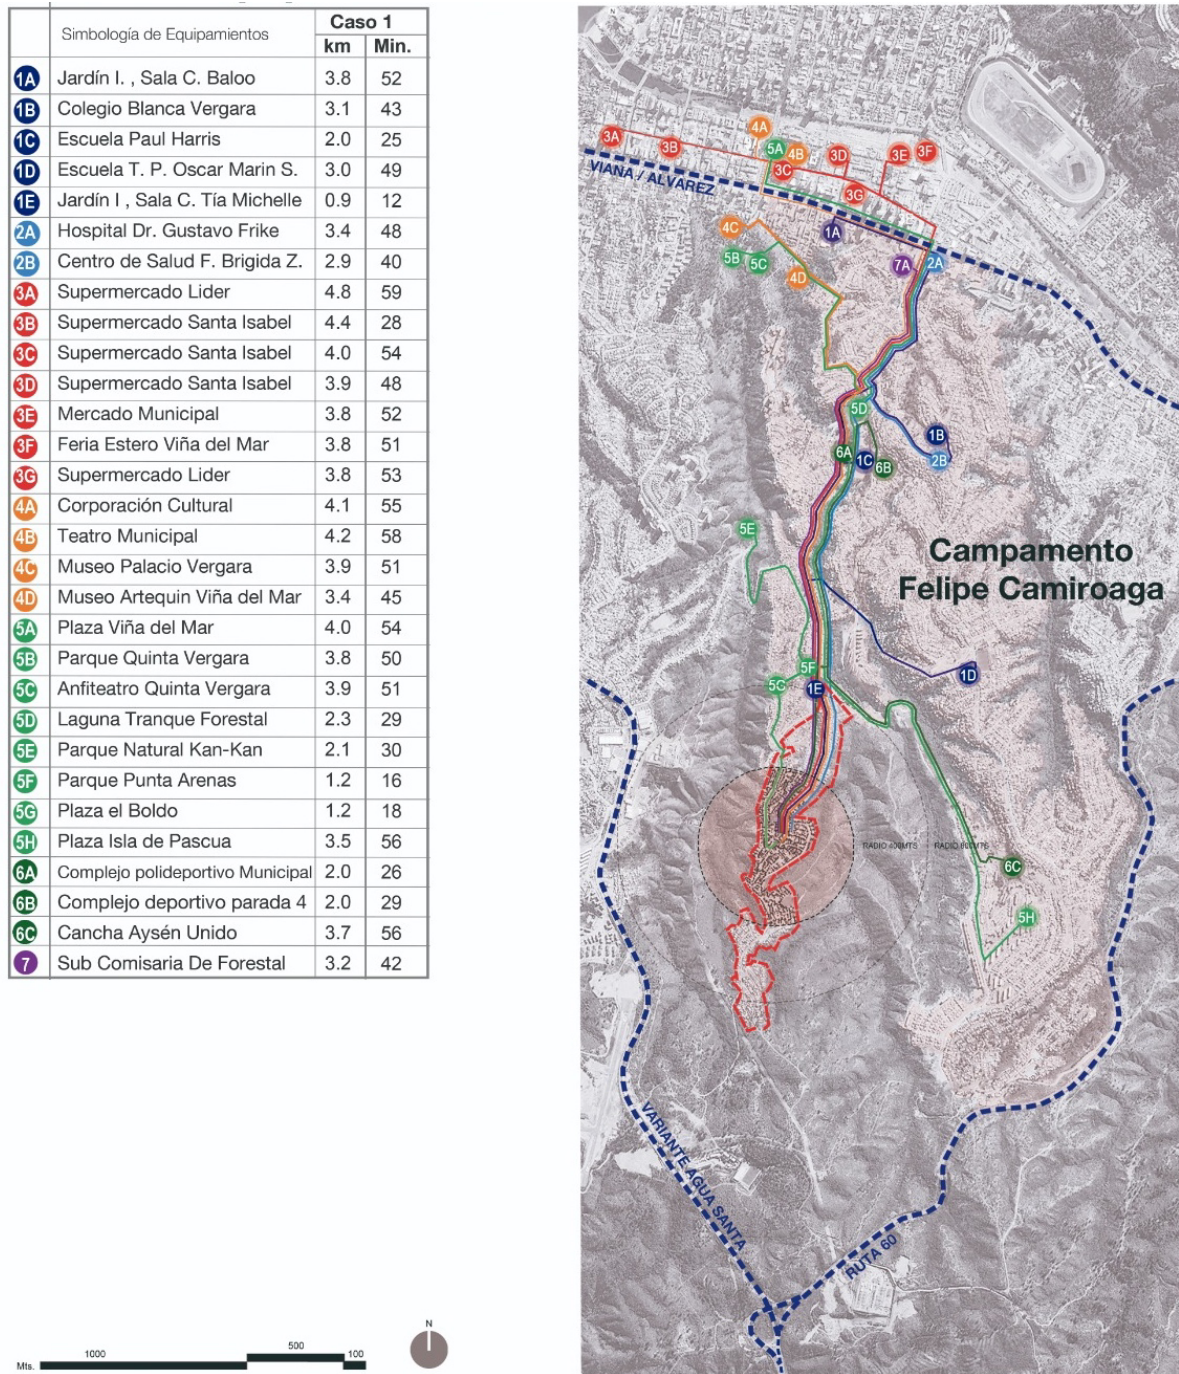 Simbología de Equipamientos Caso 1
km Min.
1A Jardín I. , Sala C. Baloo 3.8 52
1B Colegio Blanca Vergara 3.1 43
1C Escuela Paul Harris 2.0 25
1D Escuela T. P. Oscar Marin S. 3.0 49
1E Jardín I , Sala C. Tía Michelle 0.9 12
2A Hospital Dr. Gustavo Frike 3.4 48
2B Centro de Salud F. Brigida Z. 2.9 40
3A Supermercado Lider 4.8 59
3B Supermercado Santa Isabel 4.4 28
3C Supermercado Santa Isabel 4.0 54
3D Supermercado Santa Isabel 3.9 48
3E Mercado Municipal 3.8 52
3F Feria Estero Viña del Mar 3.8 51
3G Supermercado Lider 3.8 53
4A Corporación Cultural 4.1 55
4B Teatro Municipal 4.2 58
4C Museo Palacio Vergara 3.9 51
4D Museo Artequin Viña del Mar 3.4 45
5A Plaza Viña del Mar 4.0 54
5B Parque Quinta Vergara 3.8 50
5C Anfiteatro Quinta Vergara 3.9 51
5D Laguna Tranque Forestal 2.3 29
5E Parque Natural Kan-Kan 2.1 30
5F Parque Punta Arenas 1.2 16
5G Plaza el Boldo 1.2 18
5H Plaza Isla de Pascua 3.5 56
6A Complejo polideportivo Municipal 2.0 26
6B Complejo deportivo parada 4 2.0 29
6C Cancha Aysén Unido 3.7 56
7 Sub Comisaria De Forestal 3.2 42
4A
3A
3B
5A
4B
3D
3E
3F
3C
VIANA / ALVAREZ
3G
4C
1A
5B
5C
7A
2A
4D
5D
1B
6A
1C
6B
2B
5E
Campamento
Felipe Camiroaga
5F
1D
5G
1E
RADIO 400MTS
RADIO 800MTS
6C
5H
VARIANTE AGUA SANTA
RUTA 60
Mts.
1000
500
100
N